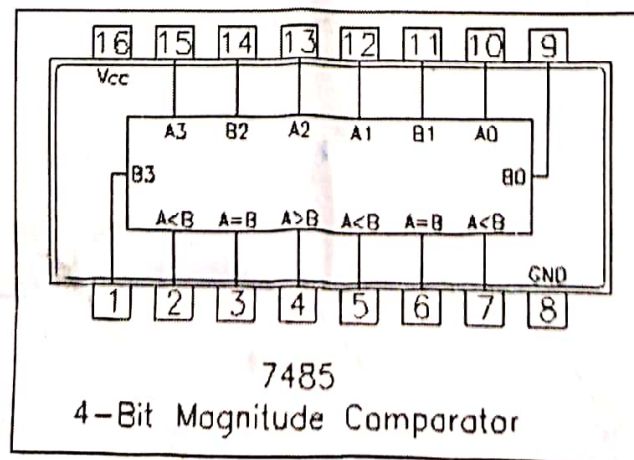 16 15 14 13 12 11 10 9
Vcc
A3 B2 A2 A1 B1 A0
B3 B0
A<B A=B A>B A<B A=B A<B
GND
1 2 3 4 5 6 7 8
7485
4-Bit Magnitude Comparator